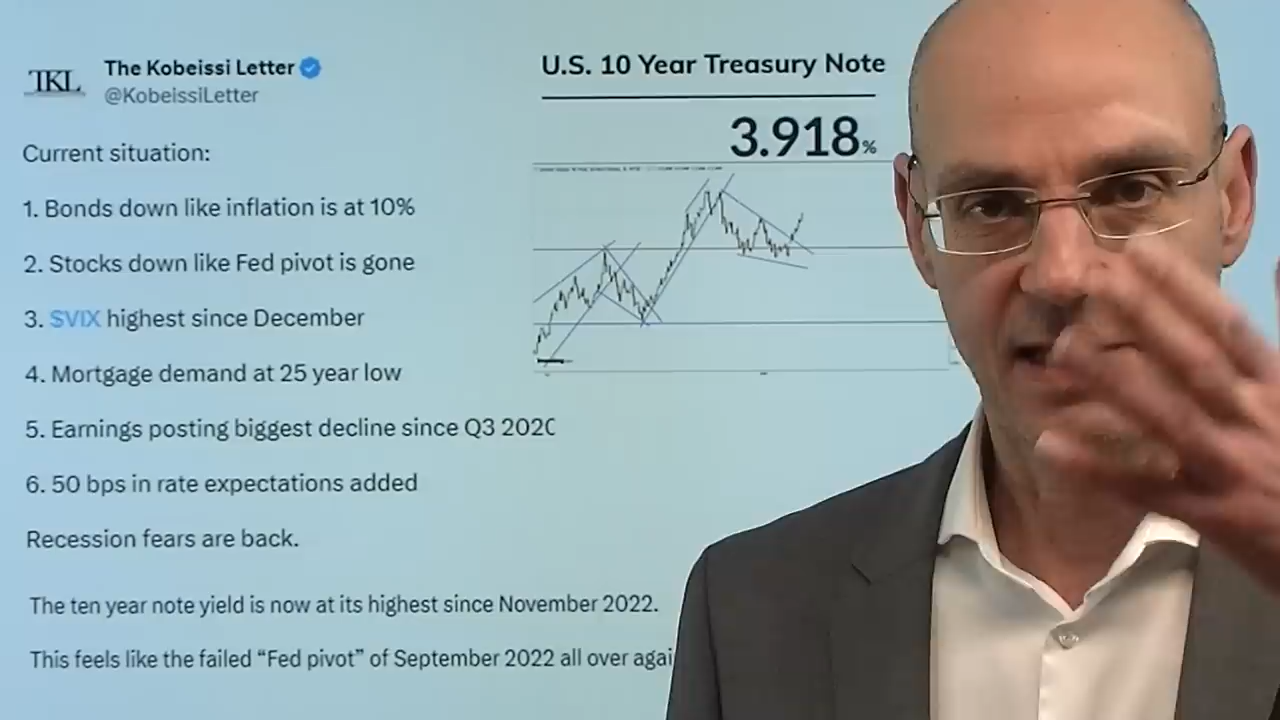 TKL
The Kobeissi Letter
@KobeissiLetter
Current situation:
1. Bonds down like inflation is at 10%
2. Stocks down like Fed pivot is gone
3. $VIX highest since December
4. Mortgage demand at 25 year low
5. Earnings posting biggest decline since Q3 2020
6. 50 bps in rate expectations added
Recession fears are back.
The ten year note yield is now at its highest since November 2022.
This feels like the failed “Fed pivot” of September 2022 all over agai
U.S. 10 Year Treasury Note
3.918%